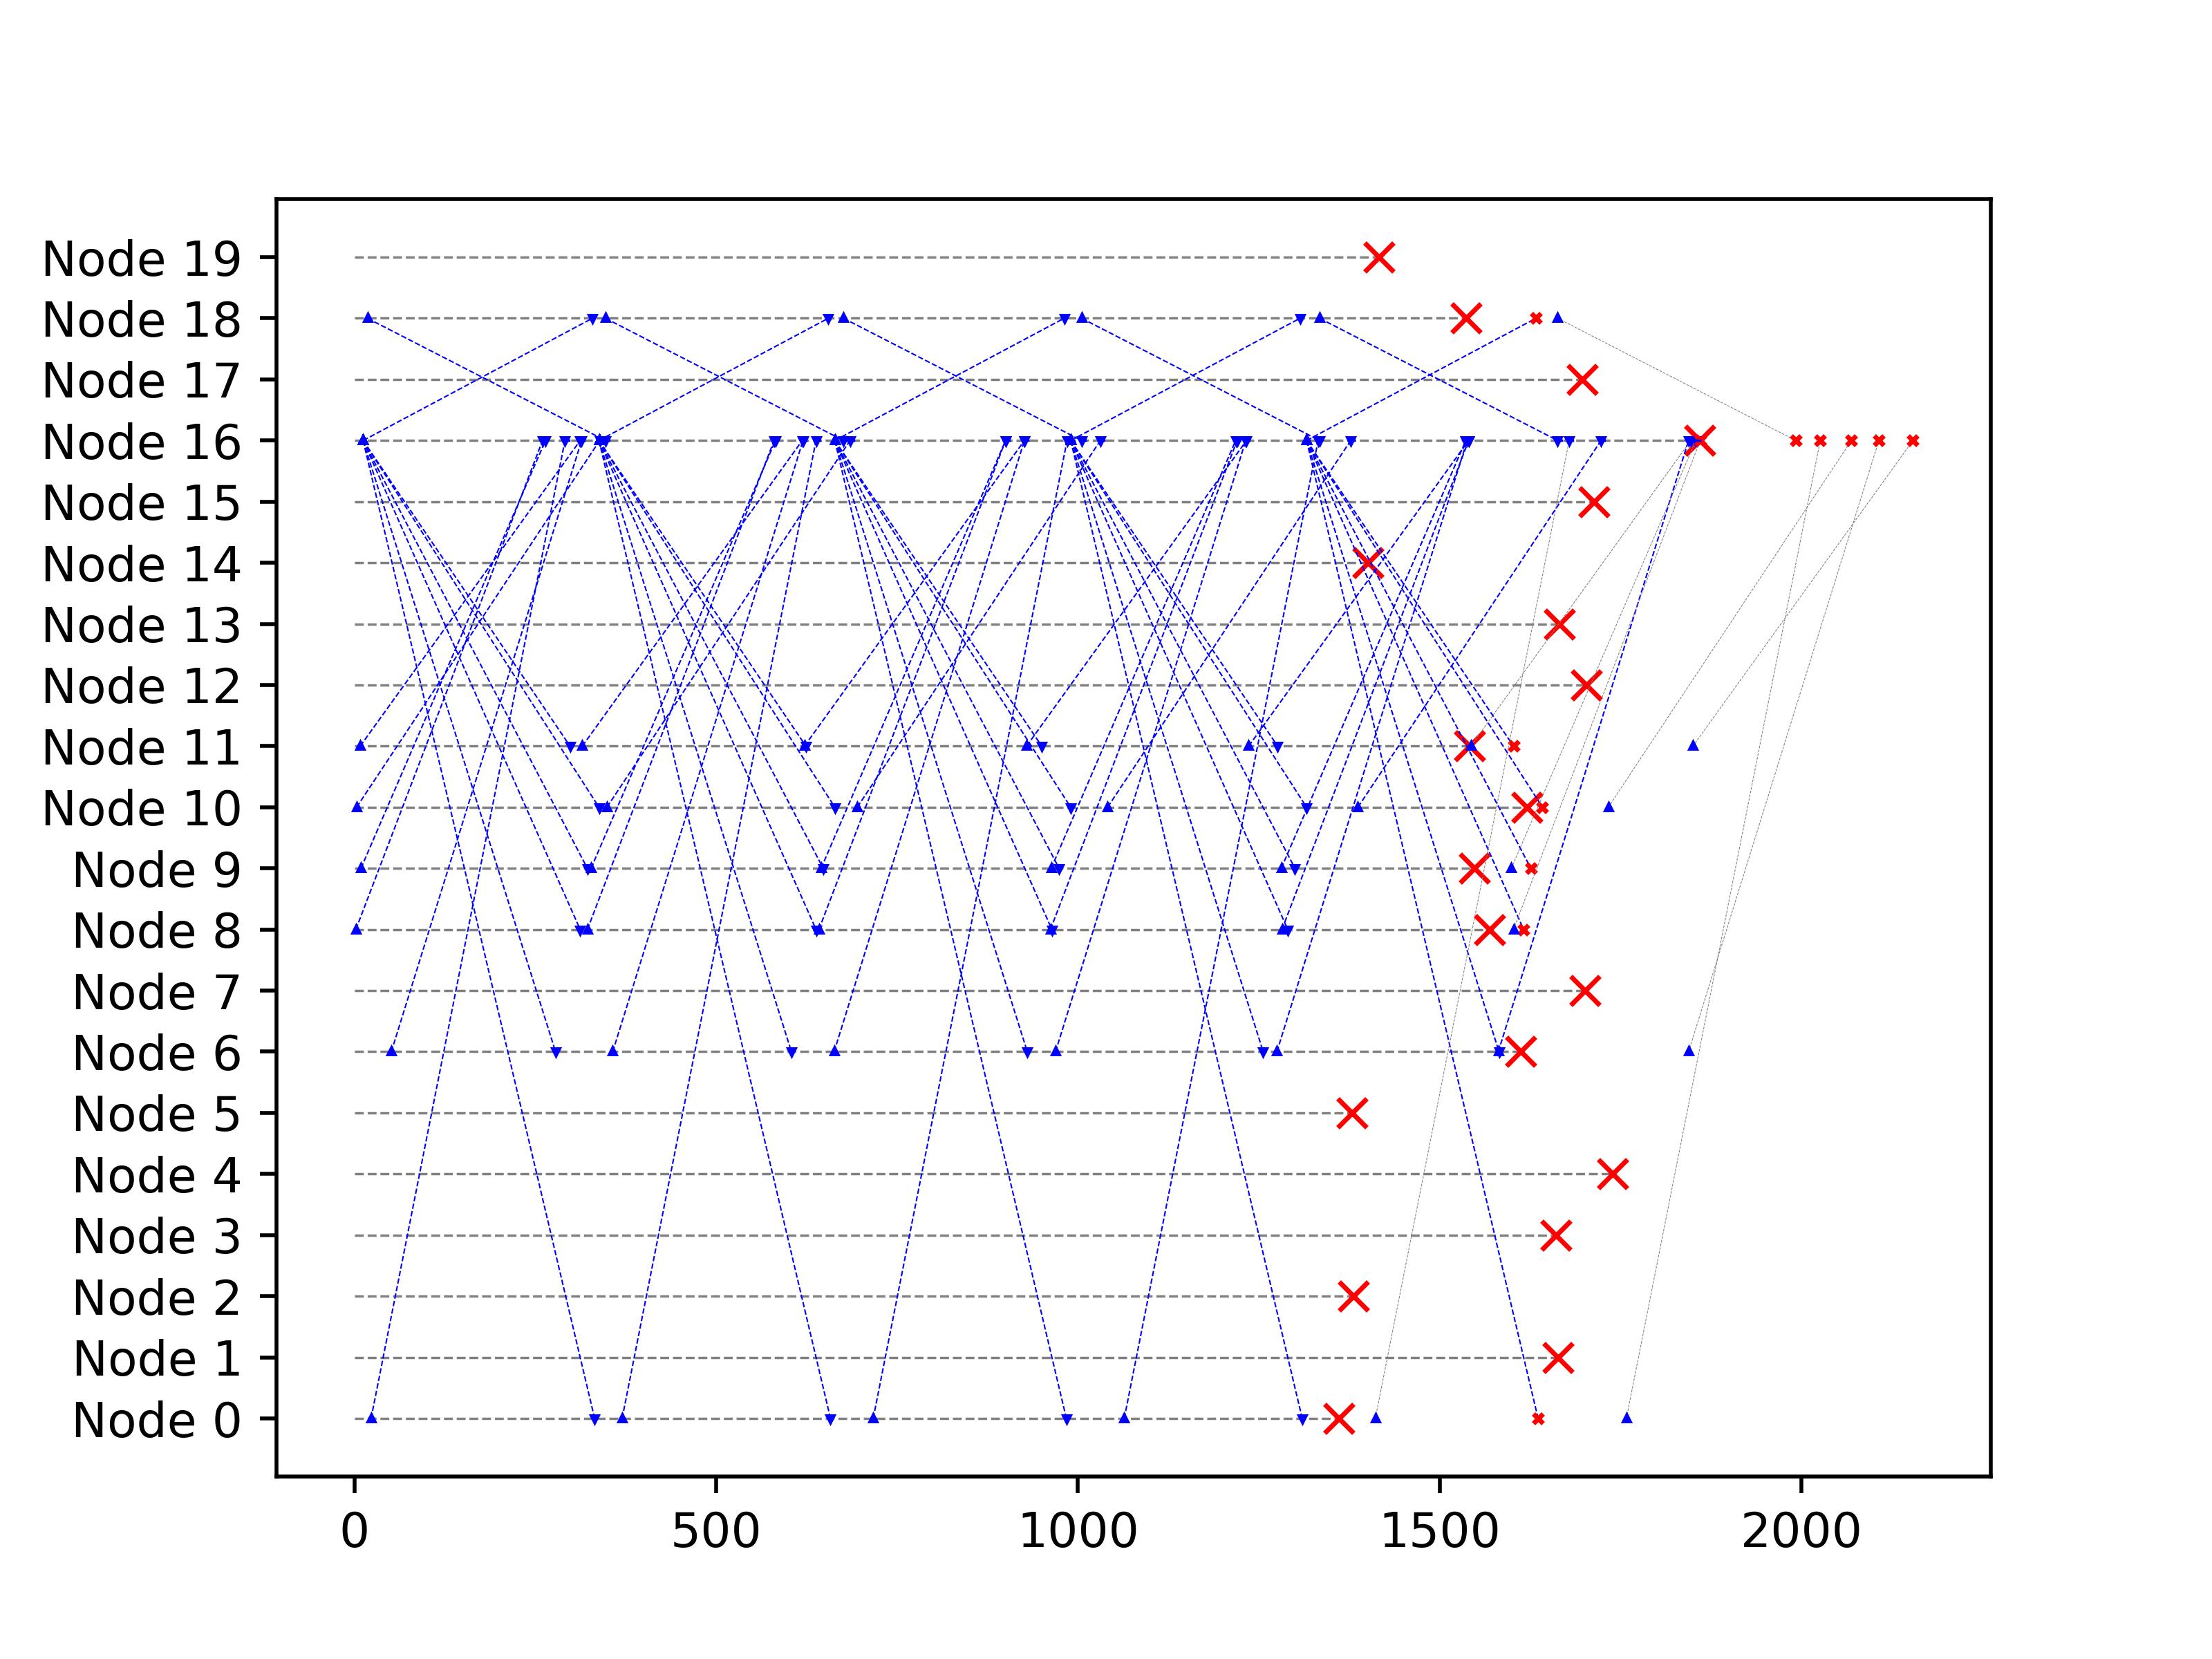 Node 19
Node 18
Node 17
Node 16
Node 15
Node 14
Node 13
Node 12
Node 11
Node 10
Node 9
Node 8
Node 7
Node 6
Node 5
Node 4
Node 3
Node 2
Node 1
Node 0
0 500 1000 1500 2000